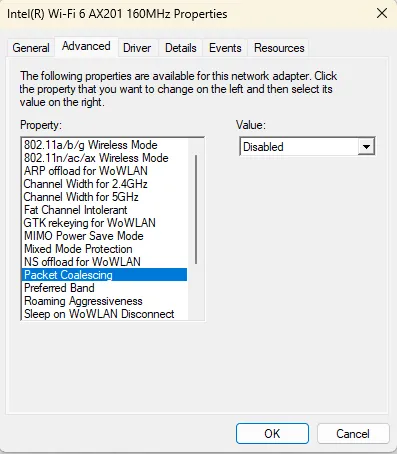 Intel(R) Wi-Fi 6 AX201 160MHz Properties
General Advanced Driver Details Events Resources
The following properties are available for this network adapter. Click
the property that you want to change on the left and then select its
value on the right.
Property: Value:
802.11a/b/g Wireless Mode
802.11n/ac/ax Wireless Mode
ARP offload for WoWLAN
Channel Width for 2.4GHz
Channel Width for 5GHz
Fat Channel Intolerant
GTK rekeying for WoWLAN
MIMO Power Save Mode
Mixed Mode Protection
NS offload for WoWLAN
Packet Coalescing
Preferred Band
Roaming Aggressiveness
Sleep on WoWLAN Disconnect
Disabled
OK Cancel